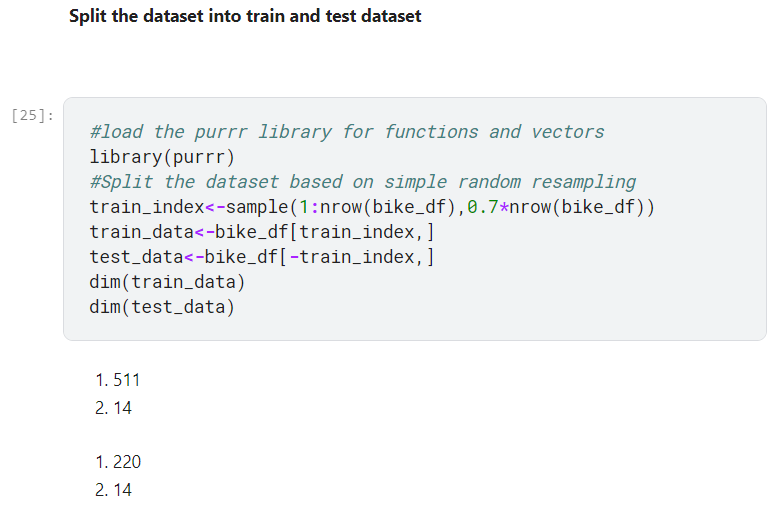 Split the dataset into train and test dataset
[25]:
#load the purrr library for functions and vectors
library(purrr)
#Split the dataset based on simple random resampling
train_index<-sample(1:nrow(bike_df),0.7*nrow(bike_df))
train_data<-bike_df[train_index,]
test_data<-bike_df[-train_index,]
dim(train_data)
dim(test_data)
1. 511
2. 14
1. 220
2. 14